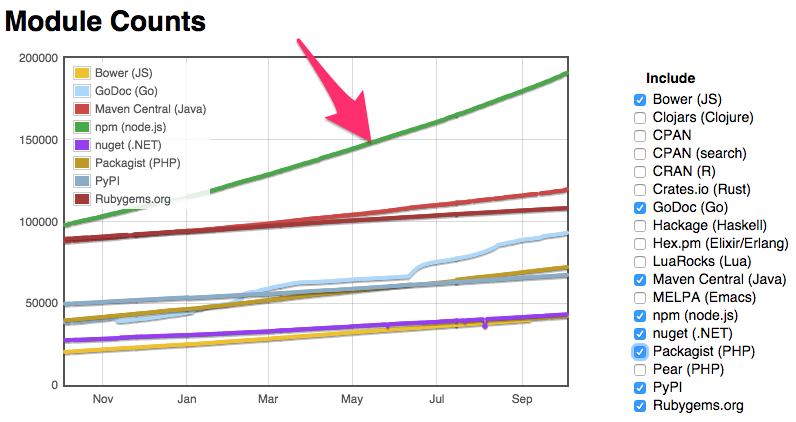 Module Counts
200000
150000
100000
50000
0
Bower (JS)
GoDoc (Go)
Maven Central (Java)
npm (node.js)
nuget (.NET)
Packagist (PHP)
PyPI
Rubygems.org
Nov
Jan
Mar
May
Jul
Sep
Include
Bower (JS)
Clojars (Clojure)
CPAN
CPAN (search)
CRAN (R)
Crates.io (Rust)
GoDoc (Go)
Hackage (Haskell)
Hex.pm (Elixir/Erlang)
LuaRocks (Lua)
Maven Central (Java)
MELPA (Emacs)
npm (node.js)
nuget (.NET)
Packagist (PHP)
Pear (PHP)
PyPI
Rubygems.org